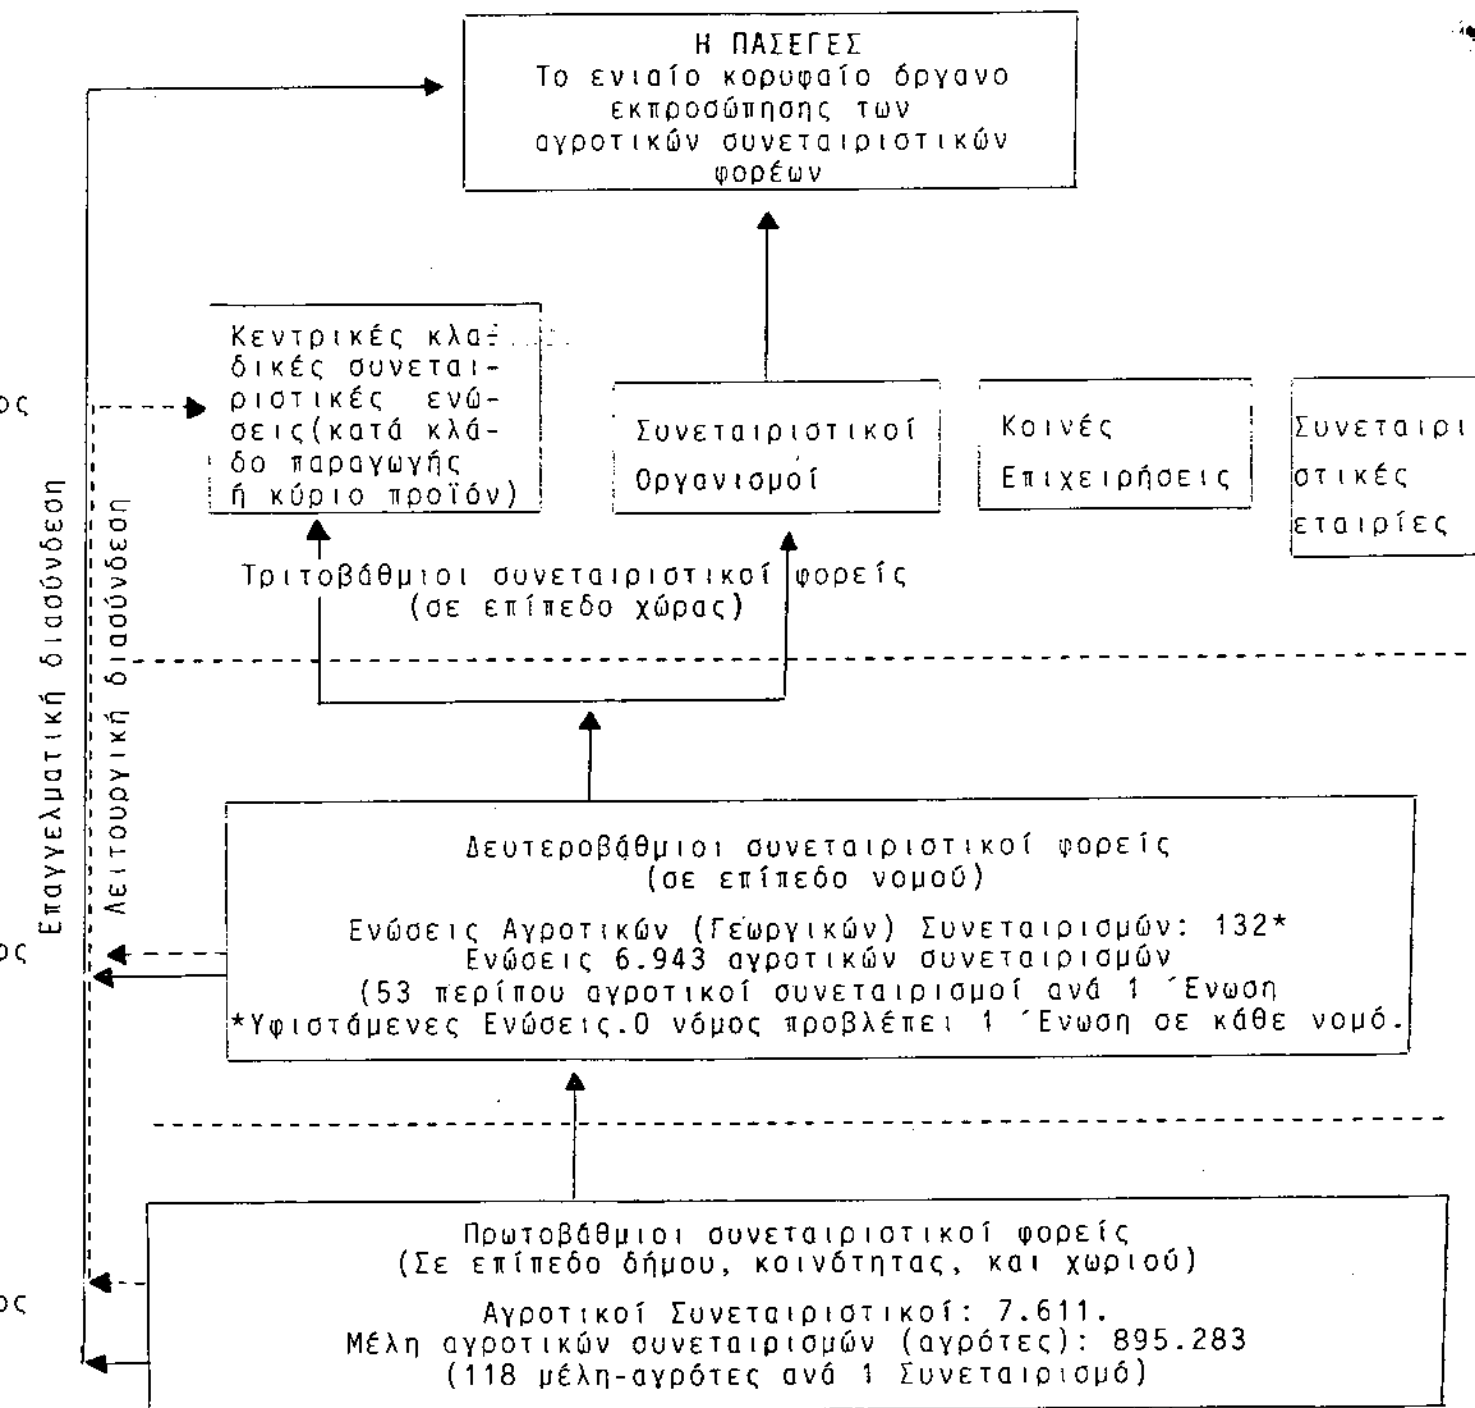 Η ΠΑΣΕΓΕΣ
Το ενιαίο κορυφαίο όργανο
εκπροσώπησης των
αγροτικών συνεταιριστικών
φορέων
Κεντρικές κλα-
δικές συνεται-
ριστικές ενώ-
σεις(κατά κλά-
δο παραγωγής
ή κύριο προϊόν)
Συνεταιριστικοί
Οργανισμοί
Κοινές
Επιχειρήσεις
Συνεταιρι
στικές
εταιρίες
Τριτοβάθμιοι συνεταιριστικοί φορείς
(σε επίπεδο χώρας)
Επαγγελματική διασύνδεση
Λειτουργική διασύνδεση
Δευτεροβάθμιοι συνεταιριστικοί φορείς
(σε επίπεδο νομού)
Ενώσεις Αγροτικών (Γεωργικών) Συνεταιρισμών: 132*
Ενώσεις 6.943 αγροτικών συνεταιρισμών
(53 περίπου αγροτικοί συνεταιρισμοί ανά 1 Ένωση
*Υφιστάμενες Ενώσεις.Ο νόμος προβλέπει 1 Ένωση σε κάθε νομό.
Πρωτοβάθμιοι συνεταιριστικοί φορείς
(Σε επίπεδο δήμου, κοινότητας, και χωριού)
Αγροτικοί Συνεταιριστικοί: 7.611.
Μέλη αγροτικών συνεταιρισμών (αγρότες): 895.283
(118 μέλη-αγρότες ανά 1 Συνεταιρισμό)